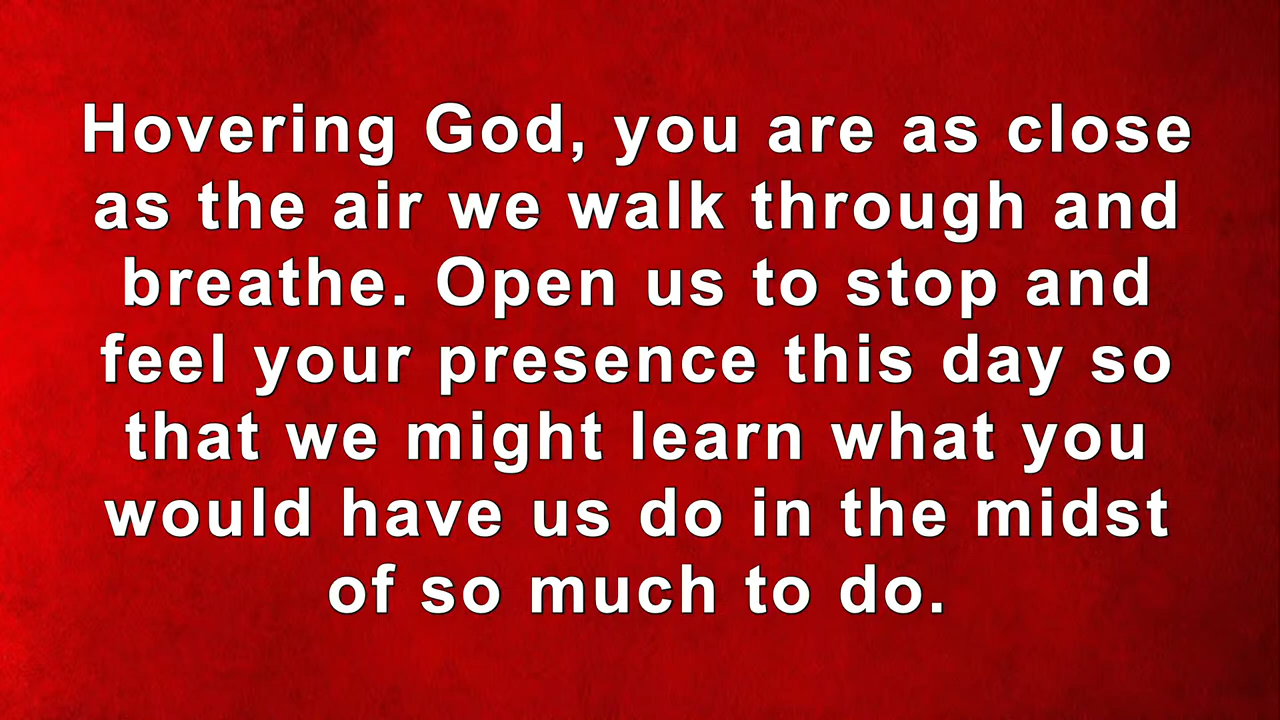 Hovering God, you are as close
as the air we walk through and
breathe. Open us to stop and
feel your presence this day so
that we might learn what you
would have us do in the midst
of so much to do.